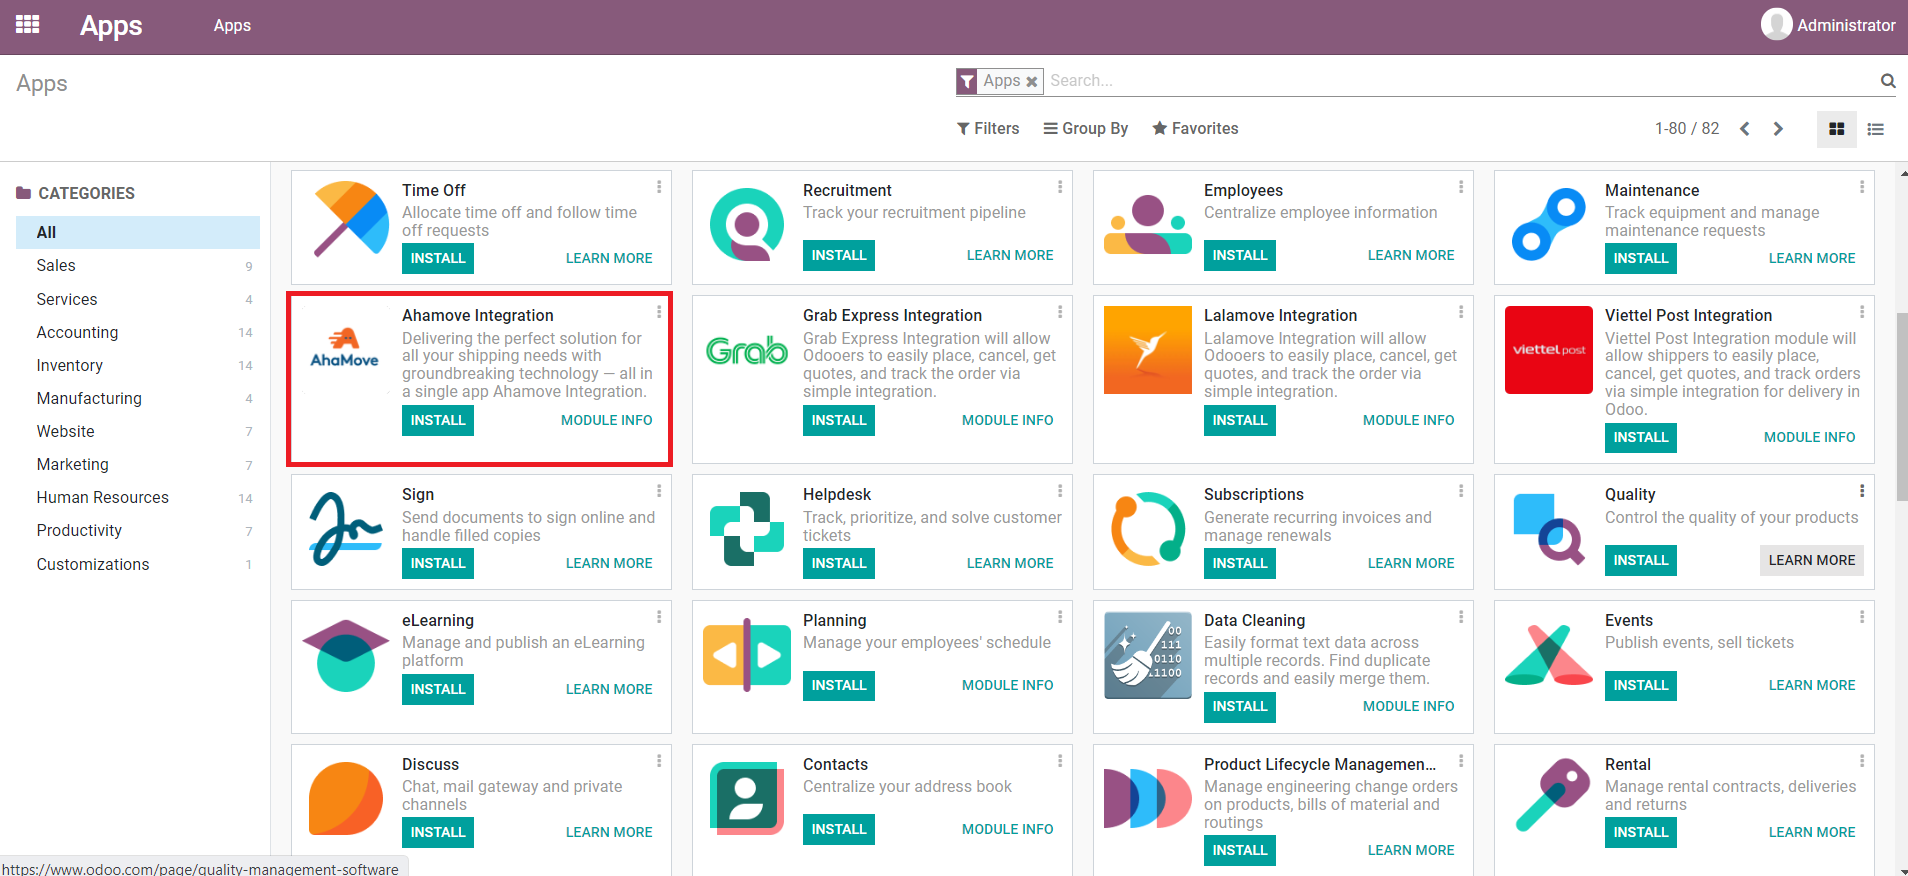 Apps
Apps
Administrator
Apps
Apps
Search...
Filters
Group By
Favorites
1-80 / 82
CATEGORIES
All
Sales 9
Services 4
Accounting 14
Inventory 14
Manufacturing 4
Website 7
Marketing 7
Human Resources 14
Productivity 7
Customizations 1
Time Off
Allocate time off and follow time
off requests
INSTALL
LEARN MORE
Recruitment
Track your recruitment pipeline
INSTALL
LEARN MORE
Employees
Centralize employee information
INSTALL
LEARN MORE
Maintenance
Track equipment and manage
maintenance requests
INSTALL
LEARN MORE
AhaMove
Ahamove Integration
Delivering the perfect solution for
all your shipping needs with
groundbreaking technology — all in
a single app Ahamove Integration.
INSTALL
MODULE INFO
Grab
Grab Express Integration
Grab Express Integration will allow
Odooers to easily place, cancel, get
quotes, and track the order via
simple integration.
INSTALL
MODULE INFO
Lalamove Integration
Lalamove Integration will allow
Odooers to easily place, cancel, get
quotes, and track the order via
simple integration.
INSTALL
MODULE INFO
viettel post
Viettel Post Integration
Viettel Post Integration module will
allow shippers to easily place,
cancel, get quotes, and track orders
via simple integration for delivery in
Odoo.
INSTALL
MODULE INFO
Sign
Send documents to sign online and
handle filled copies
INSTALL
LEARN MORE
Helpdesk
Track, prioritize, and solve customer
tickets
INSTALL
LEARN MORE
Subscriptions
Generate recurring invoices and
manage renewals
INSTALL
LEARN MORE
Quality
Control the quality of your products
INSTALL
LEARN MORE
eLearning
Manage and publish an eLearning
platform
INSTALL
LEARN MORE
Planning
Manage your employees' schedule
INSTALL
MODULE INFO
00
111
0110
11100
Data Cleaning
Easily format text data across
multiple records. Find duplicate
records and easily merge them.
INSTALL
MODULE INFO
Events
Publish events, sell tickets
INSTALL
LEARN MORE
Discuss
Chat, mail gateway and private
channels
INSTALL
LEARN MORE
Contacts
Centralize your address book
INSTALL
MODULE INFO
Product Lifecycle Managemen...
Manage engineering change orders
on products, bills of material and
routings
INSTALL
LEARN MORE
Rental
Manage rental contracts, deliveries
and returns
INSTALL
LEARN MORE
https://www.odoo.com/page/quality-management-software